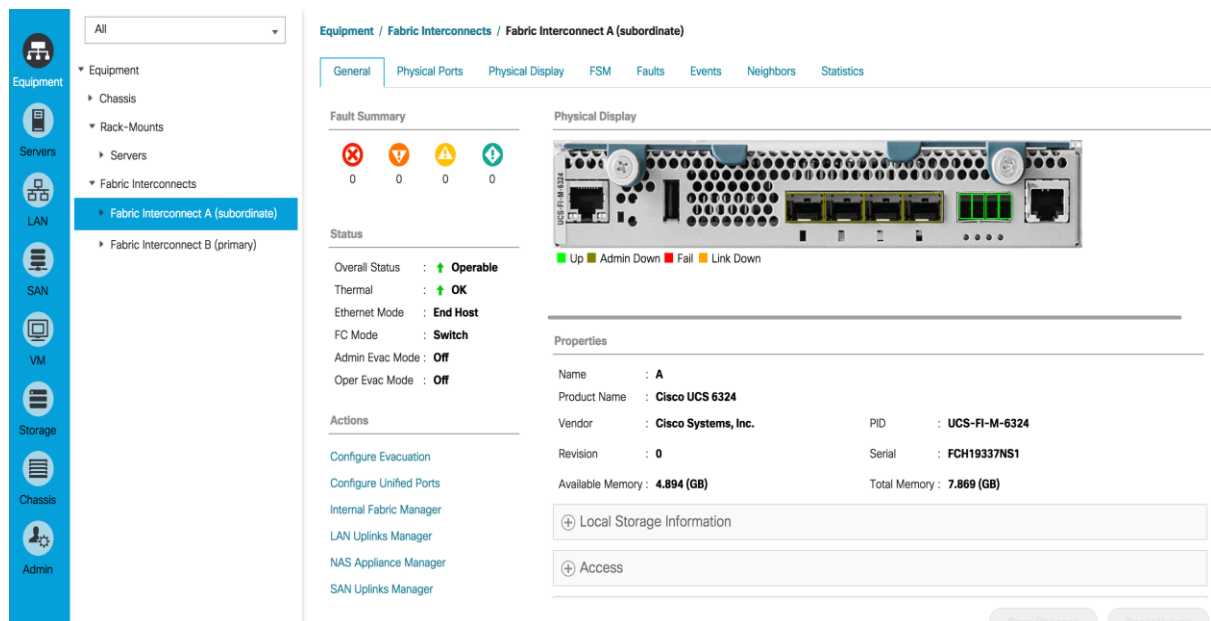 All
Equipment / Fabric Interconnects / Fabric Interconnect A (subordinate)
Equipment
Servers
LAN
SAN
VM
Storage
Chassis
Admin
Equipment
Chassis
Rack-Mounts
Servers
Fabric Interconnects
Fabric Interconnect A (subordinate)
Fabric Interconnect B (primary)
General Physical Ports Physical Display FSM Faults Events Neighbors Statistics
Fault Summary
0 0 0 0
Status
Overall Status : Operable
Thermal : OK
Ethernet Mode : End Host
FC Mode : Switch
Admin Evac Mode : Off
Oper Evac Mode : Off
Actions
Configure Evacuation
Configure Unified Ports
Internal Fabric Manager
LAN Uplinks Manager
NAS Appliance Manager
SAN Uplinks Manager
Physical Display
UCS-FI-M-6324
Up Admin Down Fail Link Down
Properties
Name : A
Product Name : Cisco UCS 6324
Vendor : Cisco Systems, Inc. PID : UCS-FI-M-6324
Revision : 0 Serial : FCH19337NS1
Available Memory : 4.894 (GB) Total Memory : 7.869 (GB)
Local Storage Information
Access